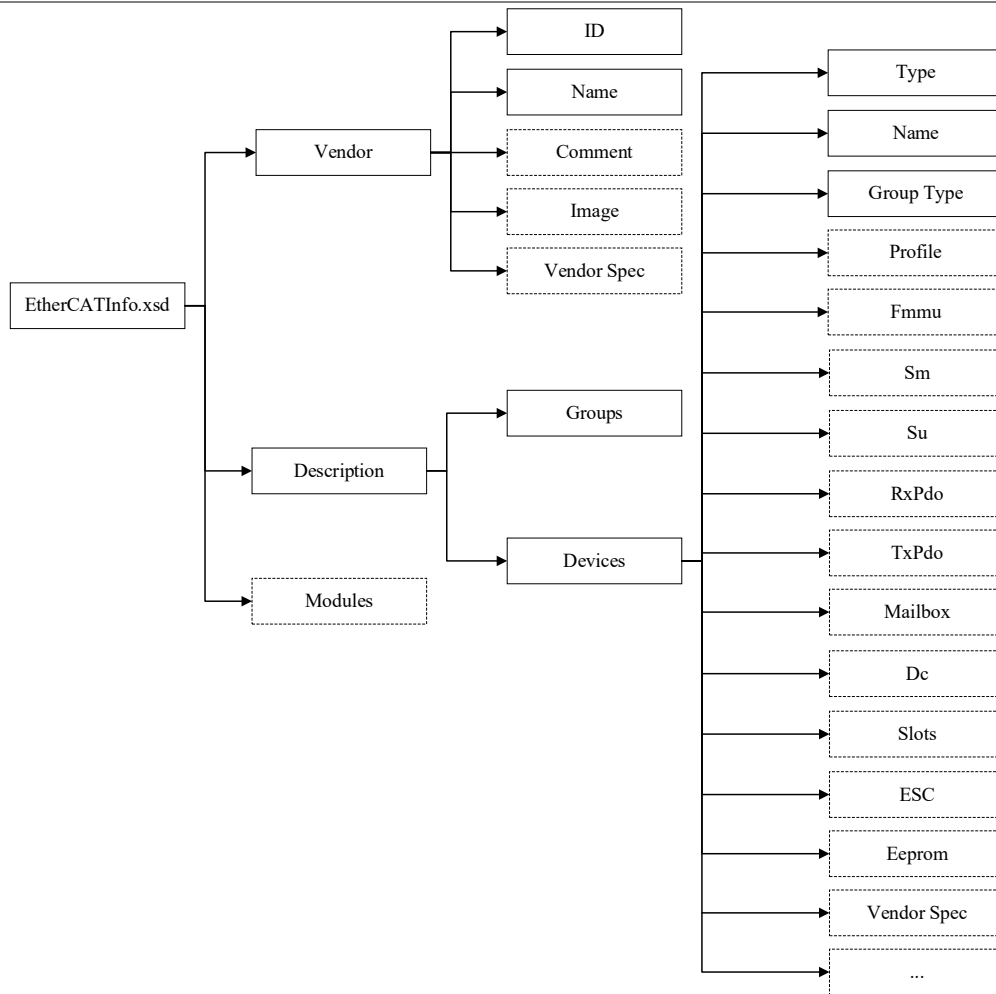 EtherCATInfo.xsd
Vendor
Description
Modules
ID
Name
Comment
Image
Vendor Spec
Groups
Devices
Type
Name
Group Type
Profile
Fmmu
Sm
Su
RxPdo
TxPdo
Mailbox
Dc
Slots
ESC
Eeprom
Vendor Spec
...